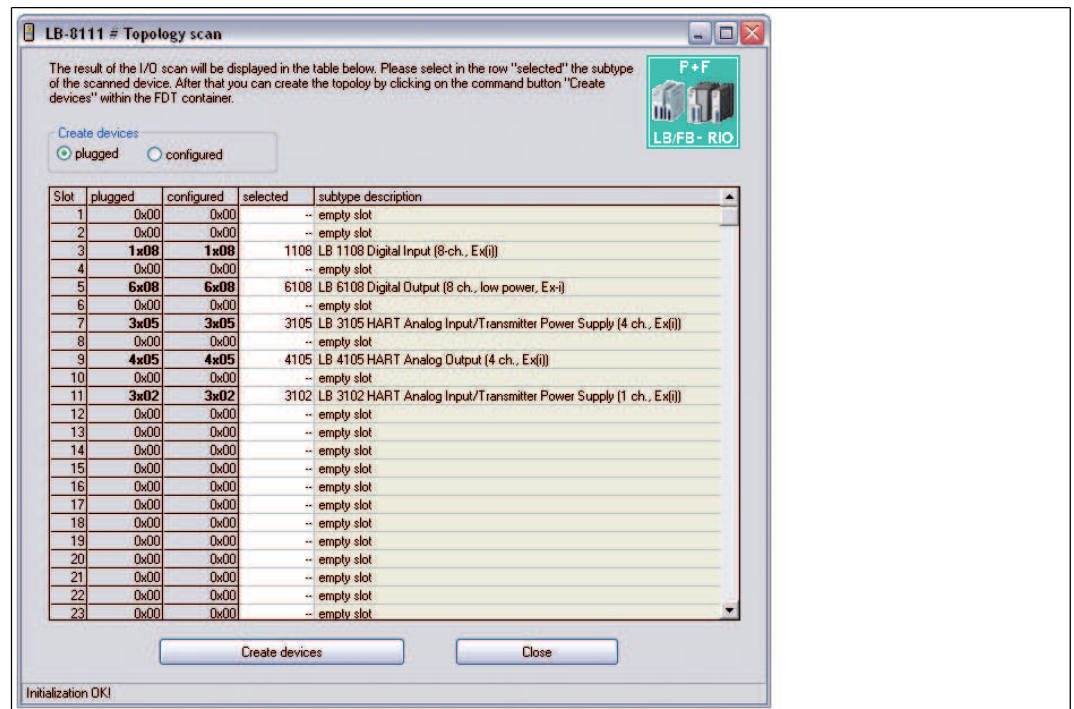 LB-8111 # Topology scan
The result of the I/O scan will be displayed in the table below. Please select in the row "selected" the subtype
of the scanned device. After that you can create the topoloy by clicking on the command button "Create
devices" within the FDT container.
P+F
LB/FB- RIO
Create devices
plugged configured
Slot plugged configured selected subtype description
1 0x00 0x00 -- empty slot
2 0x00 0x00 -- empty slot
3 1x08 1x08 1108 LB 1108 Digital Input (8-ch., Ex(i))
4 0x00 0x00 -- empty slot
5 6x08 6x08 6108 LB 6108 Digital Output (8 ch., low power, Ex-i)
6 0x00 0x00 -- empty slot
7 3x05 3x05 3105 LB 3105 HART Analog Input/Transmitter Power Supply (4 ch., Ex(i))
8 0x00 0x00 -- empty slot
9 4x05 4x05 4105 LB 4105 HART Analog Output (4 ch., Ex(i))
10 0x00 0x00 -- empty slot
11 3x02 3x02 3102 LB 3102 HART Analog Input/Transmitter Power Supply (1 ch., Ex(i))
12 0x00 0x00 -- empty slot
13 0x00 0x00 -- empty slot
14 0x00 0x00 -- empty slot
15 0x00 0x00 -- empty slot
16 0x00 0x00 -- empty slot
17 0x00 0x00 -- empty slot
18 0x00 0x00 -- empty slot
19 0x00 0x00 -- empty slot
20 0x00 0x00 -- empty slot
21 0x00 0x00 -- empty slot
22 0x00 0x00 -- empty slot
23 0x00 0x00 -- empty slot
Create devices Close
Initialization OK!